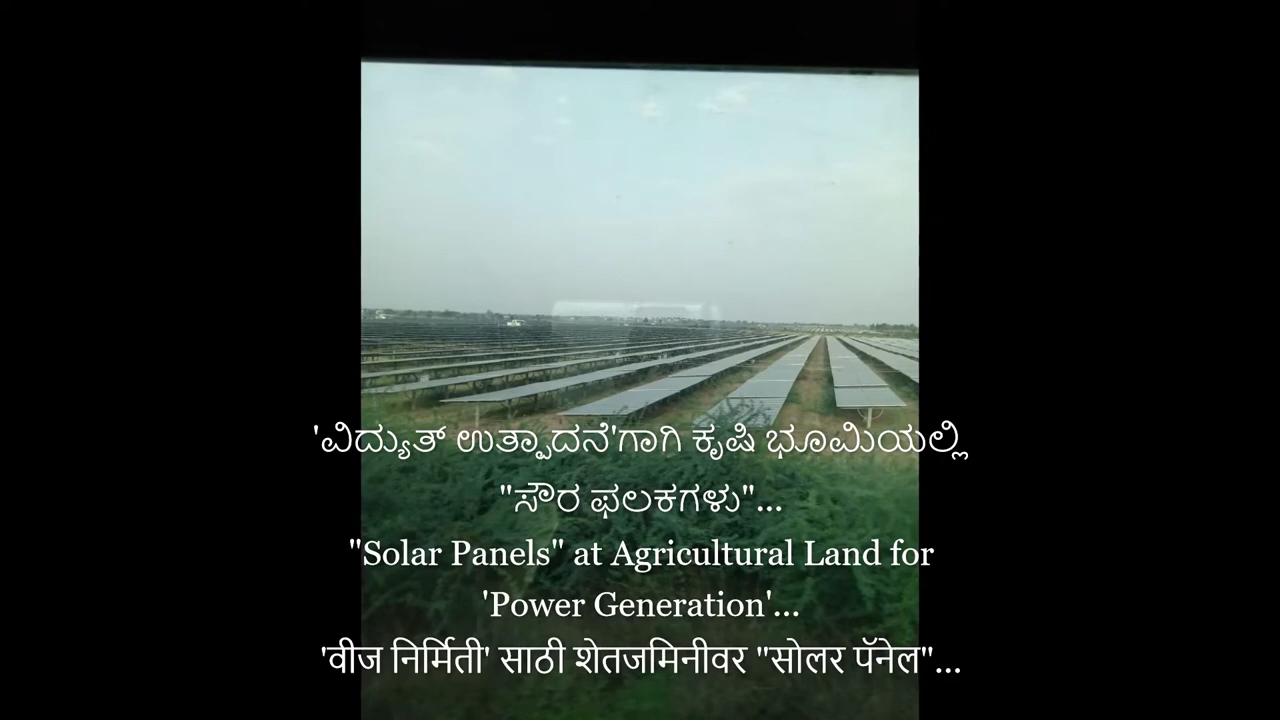 'ವಿದ್ಯುತ್ ಉತ್ಪಾದನೆ'ಗಾಗಿ ಕೃಷಿ ಭೂಮಿಯಲ್ಲಿ
"ಸೌರ ಫಲಕಗಳು"...
"Solar Panels" at Agricultural Land for
'Power Generation'...
'वीज निर्मिती' साठी शेतजमिनीवर "सोलर पॅनेल"...